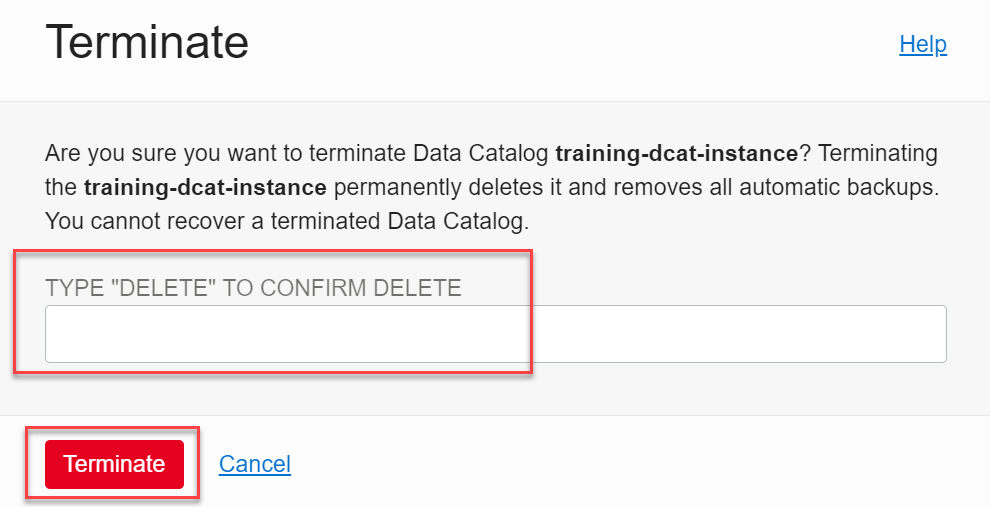 Terminate
Help
Are you sure you want to terminate Data Catalog training-dcat-instance? Terminating
the training-dcat-instance permanently deletes it and removes all automatic backups.
You cannot recover a terminated Data Catalog.
TYPE "DELETE" TO CONFIRM DELETE
Terminate
Cancel